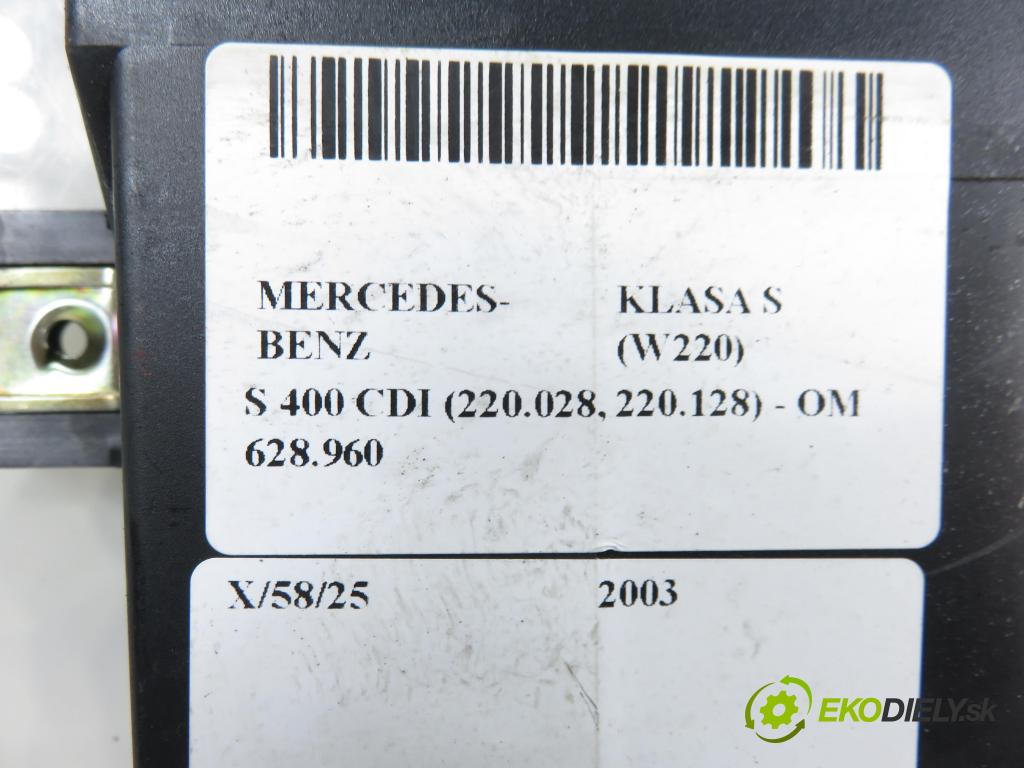 MERCEDES- KLASA S
BENZ (W220)
S 400 CDI (220.028, 220.128) - OM
628.960
X/58/25 2003
EKODIELY.sk